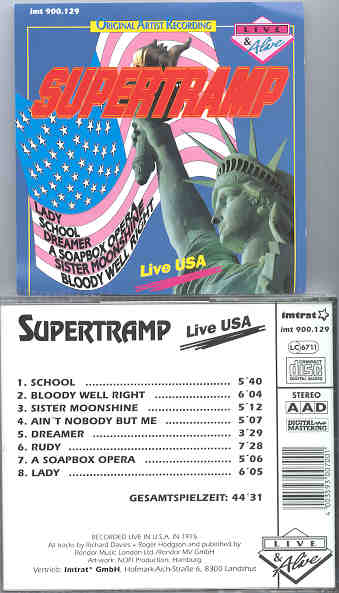 imt 900.129
ORIGINAL ARTIST RECORDING
LIVE
& Alive
SUPERTRAMP
LADY
SCHOOL
DREAMER
A SOAPBOX OPERA
SISTER MOONSHINE
BLOODY WELL RIGHT
Live USA
SUPERTRAMP Live USA
imtrat
imt 900.129
LC 6711
COMPACT
disc
DIGITAL AUDIO
STEREO
AAD
DIGITAL
MASTERING
1. SCHOOL 5´40
2. BLOODY WELL RIGHT 6´04
3. SISTER MOONSHINE 5´12
4. AIN´T NOBODY BUT ME 5´07
5. DREAMER 3´29
6. RUDY 7´28
7. A SOAPBOX OPERA 5´06
8. LADY 6´05
GESAMTSPIELZEIT: 44´31
RECORDED LIVE IN U.S.A. IN
All tracks by Richard Davies + Roger Hodgson and published by
Rondor Music London Ltd./Rondor MV GmbH
Artwork: NOPI Production, Hamburg
Vertrieb: Imtrat® GmbH, Hofmark-Aich-Straße 6, 8300 Landshut
LIVE
& Alive